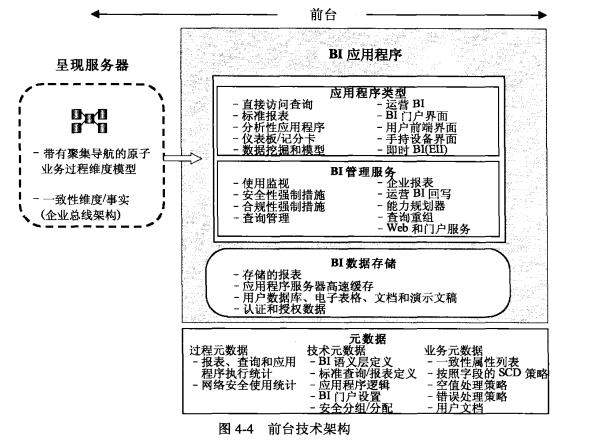 前台
呈现服务器
- 带有聚集导航的原子
业务过程维度模型
- 一致性维度/事实
(企业总线架构)
BI 应用程序
应用程序类型
- 直接访问查询
- 标准报表
- 分析性应用程序
- 仪表板/记分卡
- 数据挖掘和模型
- 运营 BI
- BI 门户界面
- 用户前端界面
- 手持设备界面
- 即时 BI(EII)
BI 管理服务
- 使用监视
- 安全性强制措施
- 合规性强制措施
- 查询管理
- 企业报表
- 运营 BI 回写
- 能力规划器
- 查询重组
- Web 和门户服务
BI 数据存储
- 存储的报表
- 应用程序服务器高速缓存
- 用户数据库、电子表格、文档和演示文稿
- 认证和授权数据
元数据
过程元数据
- 报表、查询和应用
程序执行统计
- 网络安全使用统计
技术元数据
- BI 语义层定义
- 标准查询/报表定义
- 应用程序逻辑
- BI 门户设置
- 安全分组/分配
业务元数据
- 一致性属性列表
- 按照字段的 SCD 策略
- 空值处理策略
- 错误处理策略
- 用户文档
图 4-4 前台技术架构